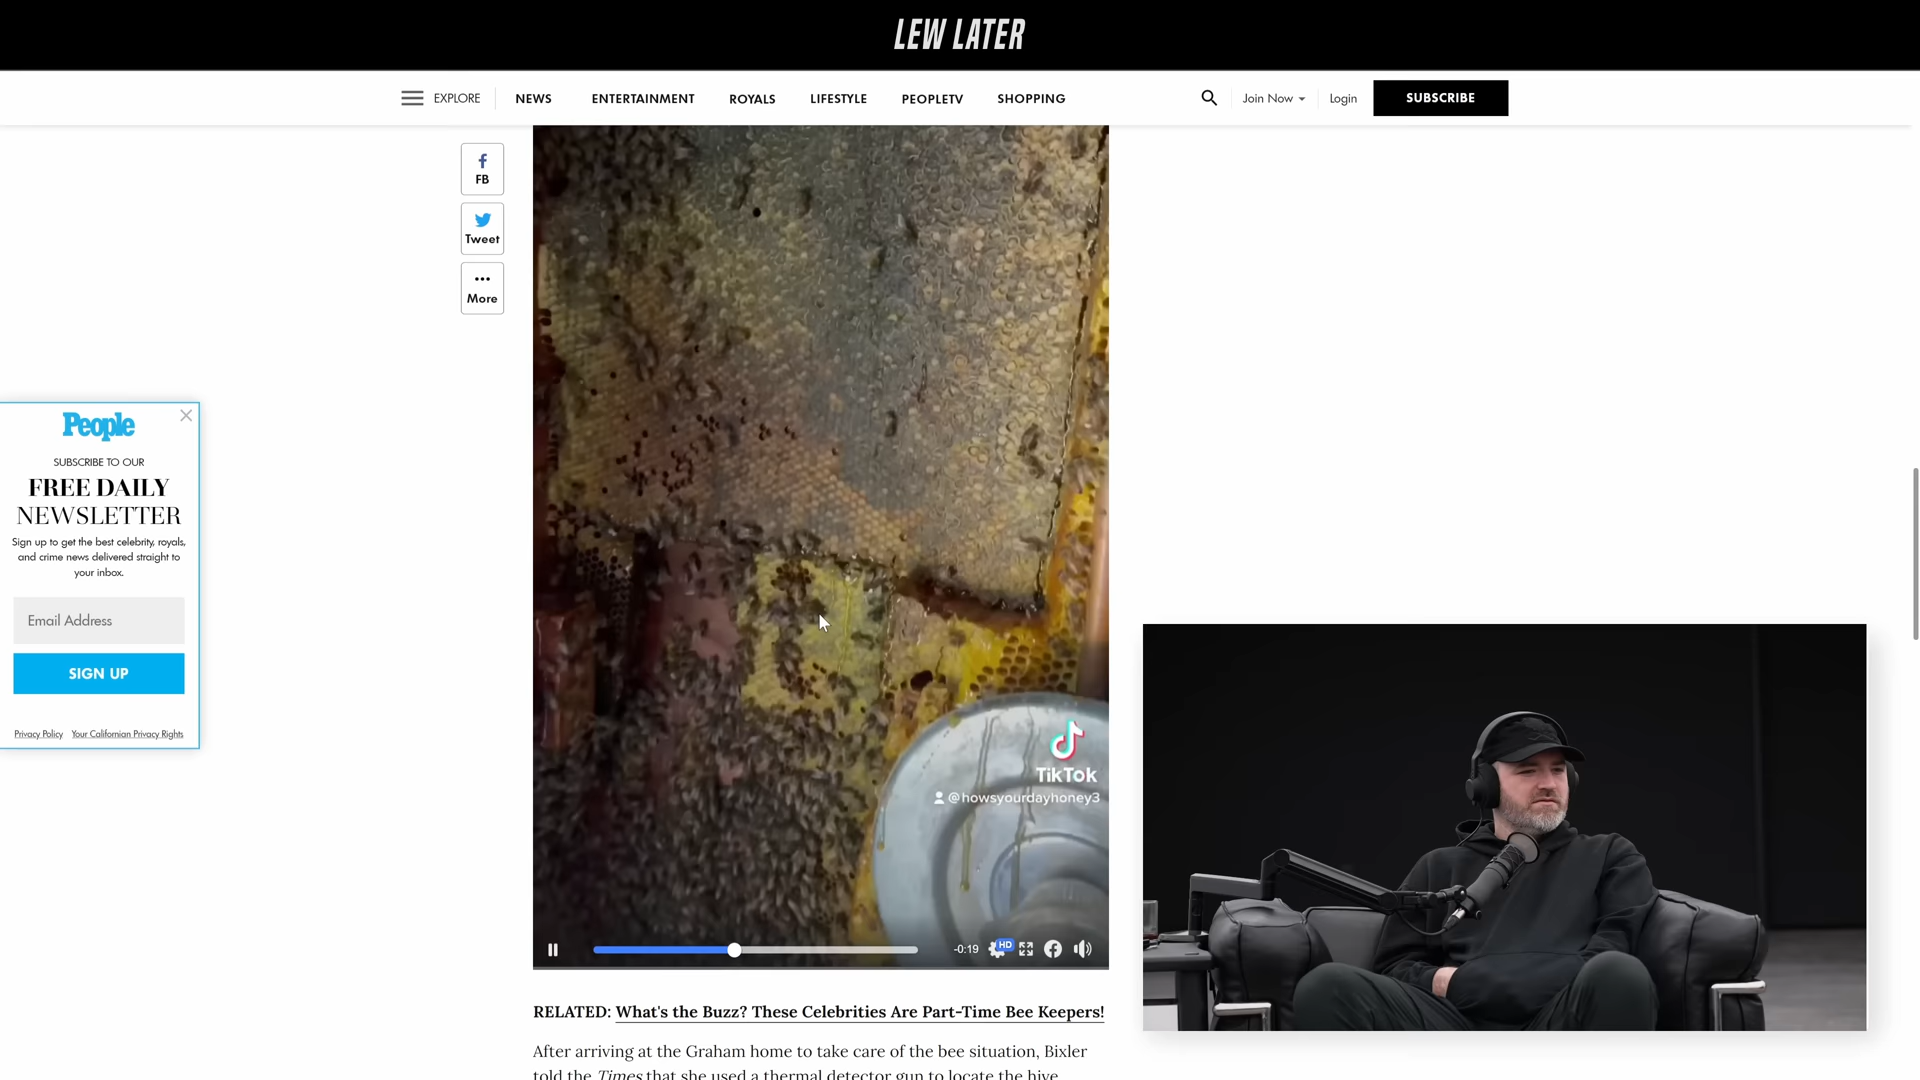 LEW LATER
EXPLORE
NEWS
ENTERTAINMENT
ROYALS
LIFESTYLE
PEOPLETV
SHOPPING
Join Now
Login
SUBSCRIBE
FB
Tweet
More
People
SUBSCRIBE TO OUR
FREE DAILY
NEWSLETTER
Sign up to get the best celebrity, royals,
and crime news delivered straight to
your inbox.
Email Address
SIGN UP
Privacy Policy
Your Californian Privacy Rights
TikTok
@howsyourdayhoney3
-0:19
HD
RELATED: What's the Buzz? These Celebrities Are Part-Time Bee Keepers!
After arriving at the Graham home to take care of the bee situation, Bixler
told the Times that she used a thermal detector gun to locate the hive